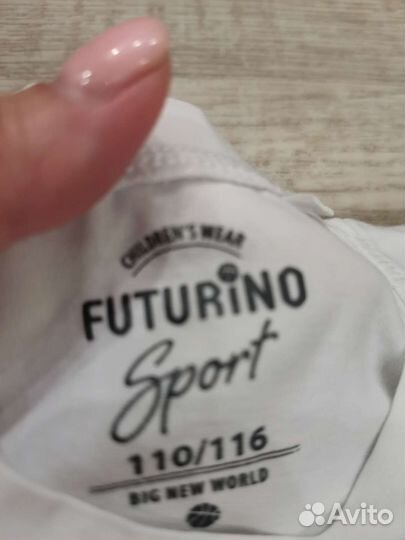 CHILDREN'S WEAR
FUTURiNO
Sport
110/116
BIG NEW WORLD
Avito